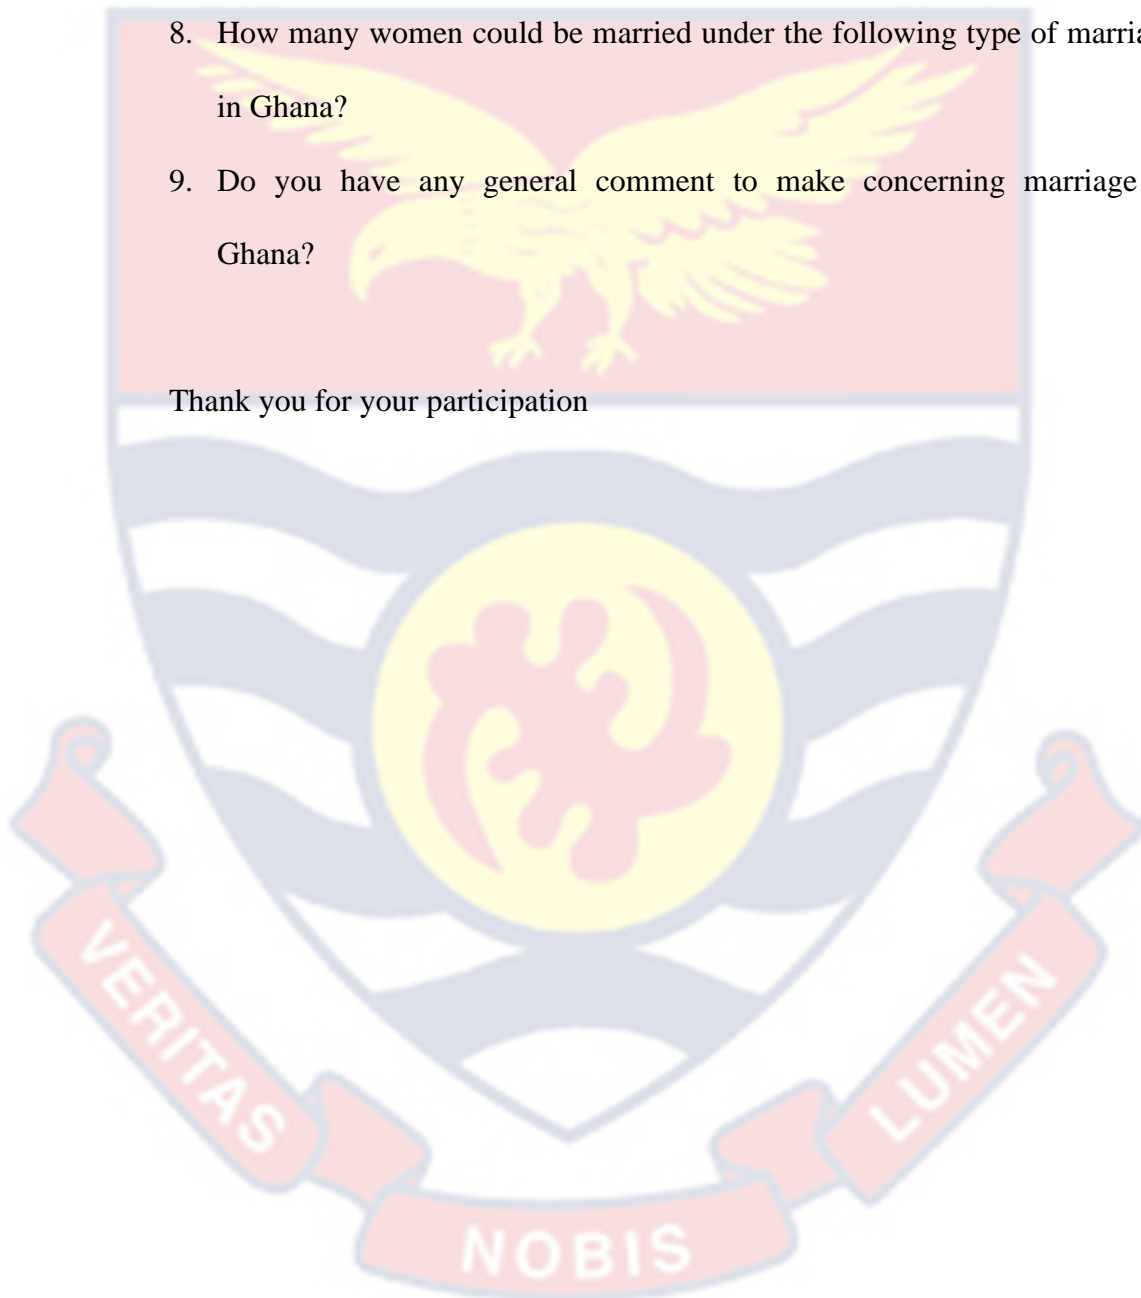 8. How many women could be married under the following type of marria
in Ghana?
9. Do you have any general comment to make concerning marriage
Ghana?
Thank you for your participation
VERITAS
NOBIS
LUMEN